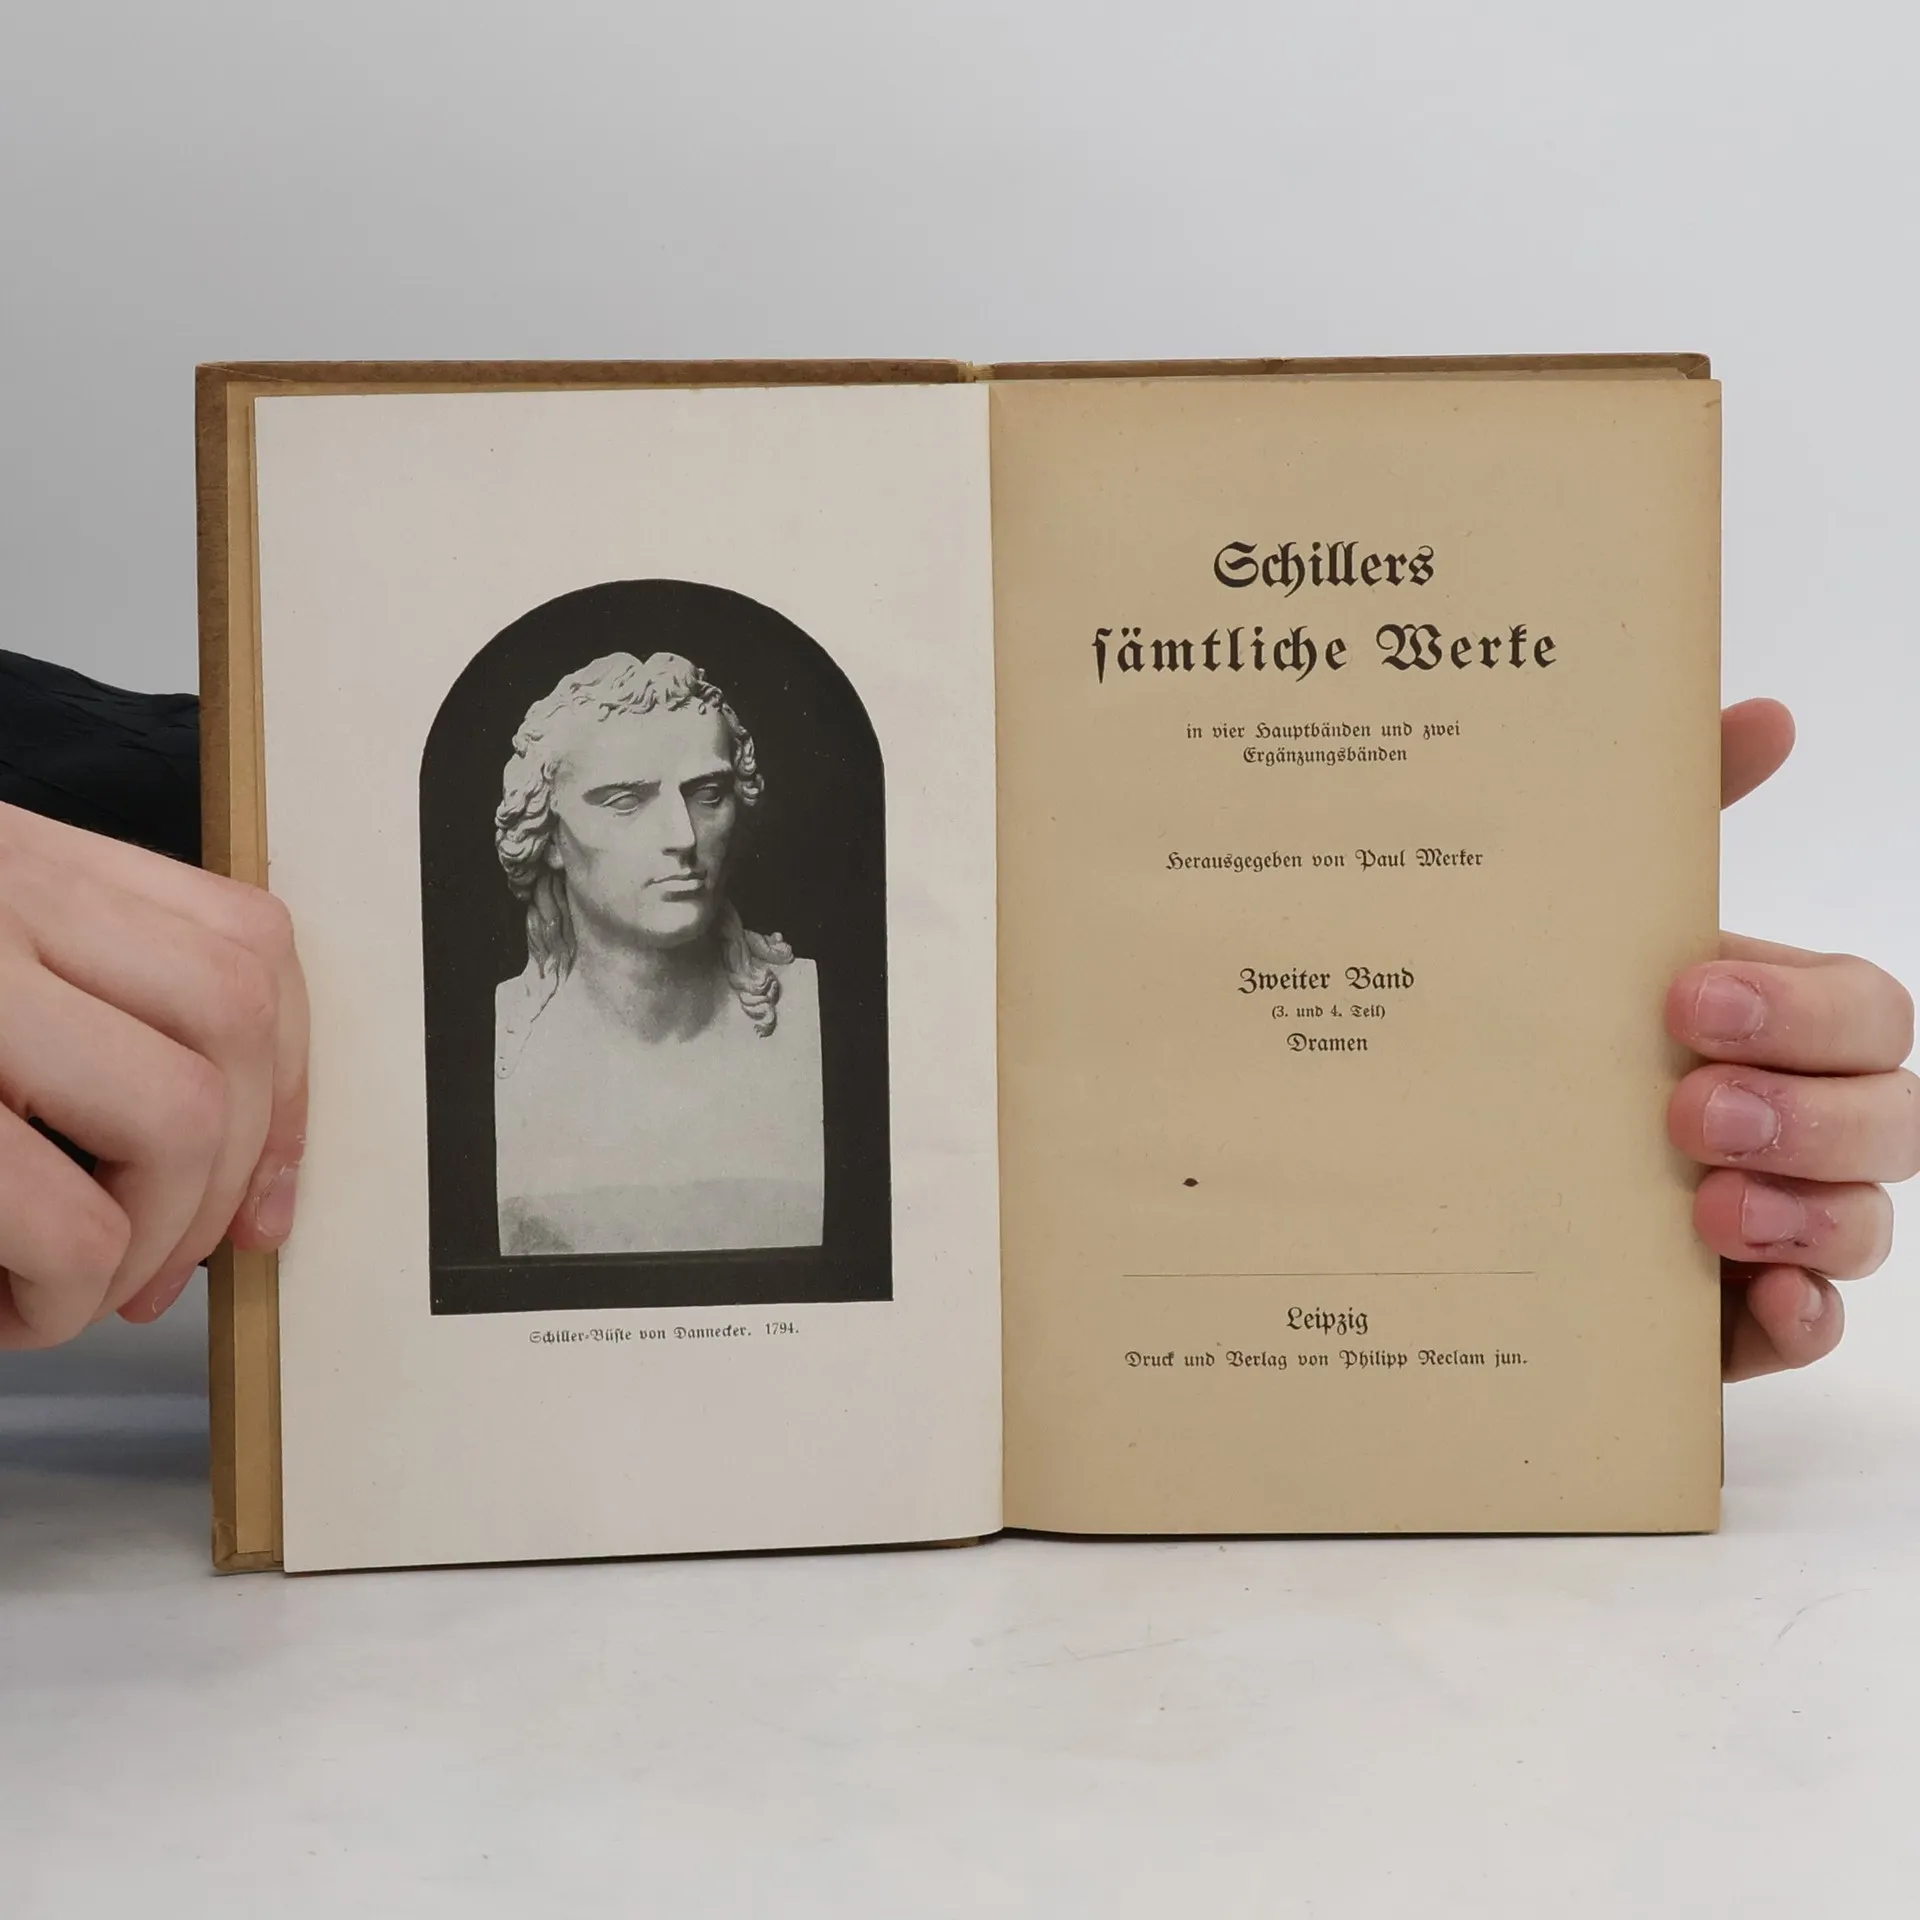 Schiller-Büſte von Dannecker. 1794.
Schillers
ſämtliche Werke
in vier Hauptbänden und zwei
Ergänzungsbänden
Herausgegeben von Paul Merker
Zweiter Band
(3. und 4. Teil)
Dramen
Leipzig
Druck und Verlag von Philipp Reclam jun.